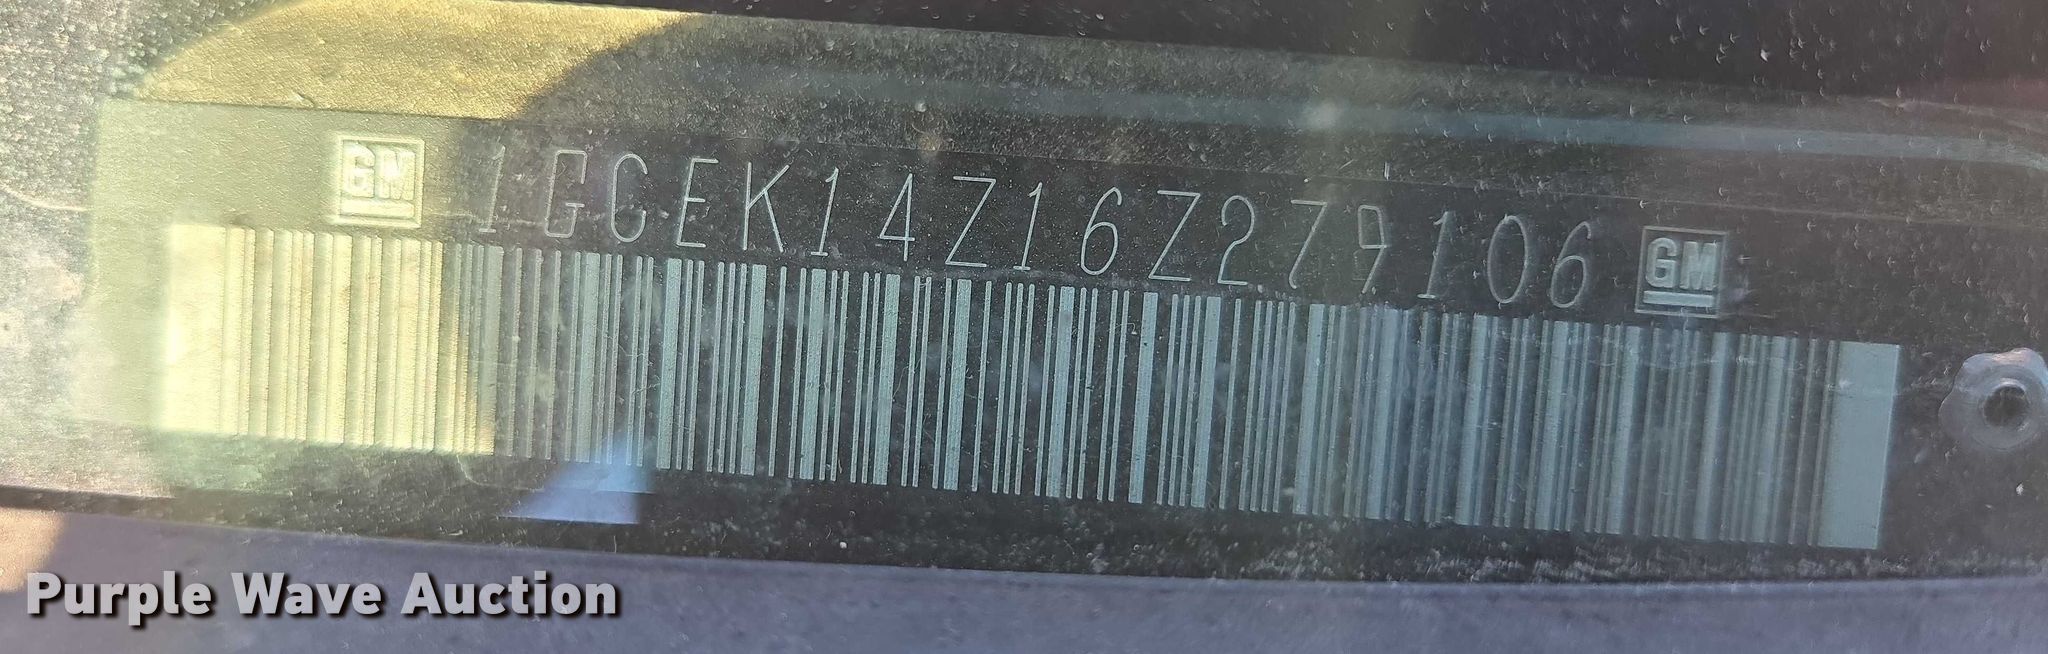 GM 1GCEK14Z16Z279106 GM
Purple Wave Auction